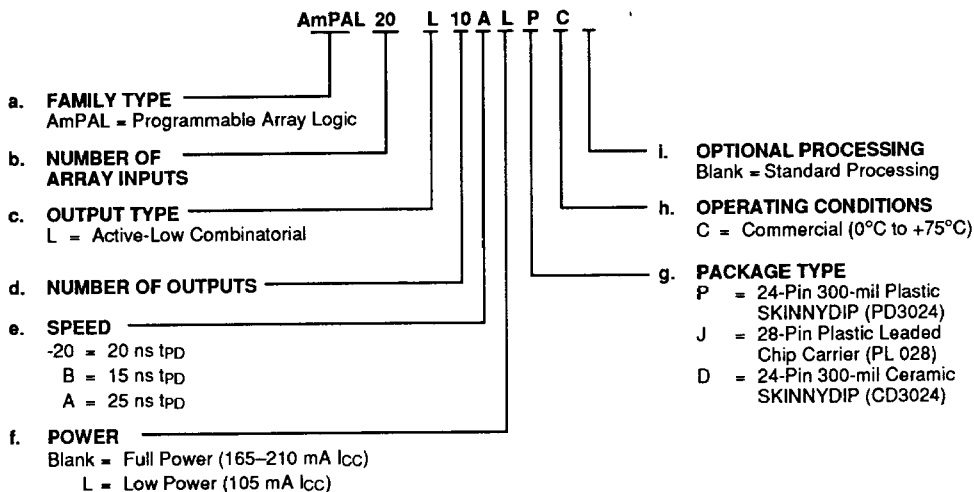 AmPAL 20 L 10 A L P C
a. FAMILY TYPE
AmPAL = Programmable Array Logic
b. NUMBER OF
ARRAY INPUTS
c. OUTPUT TYPE
L = Active-Low Combinatorial
d. NUMBER OF OUTPUTS
e. SPEED
-20 = 20 ns tPD
B = 15 ns tPD
A = 25 ns tPD
f. POWER
Blank = Full Power (165–210 mA ICC)
L = Low Power (105 mA ICC)
i. OPTIONAL PROCESSING
Blank = Standard Processing
h. OPERATING CONDITIONS
C = Commercial (0°C to +75°C)
g. PACKAGE TYPE
P = 24-Pin 300-mil Plastic
SKINNYDIP (PD3024)
J = 28-Pin Plastic Leaded
Chip Carrier (PL 028)
D = 24-Pin 300-mil Ceramic
SKINNYDIP (CD3024)